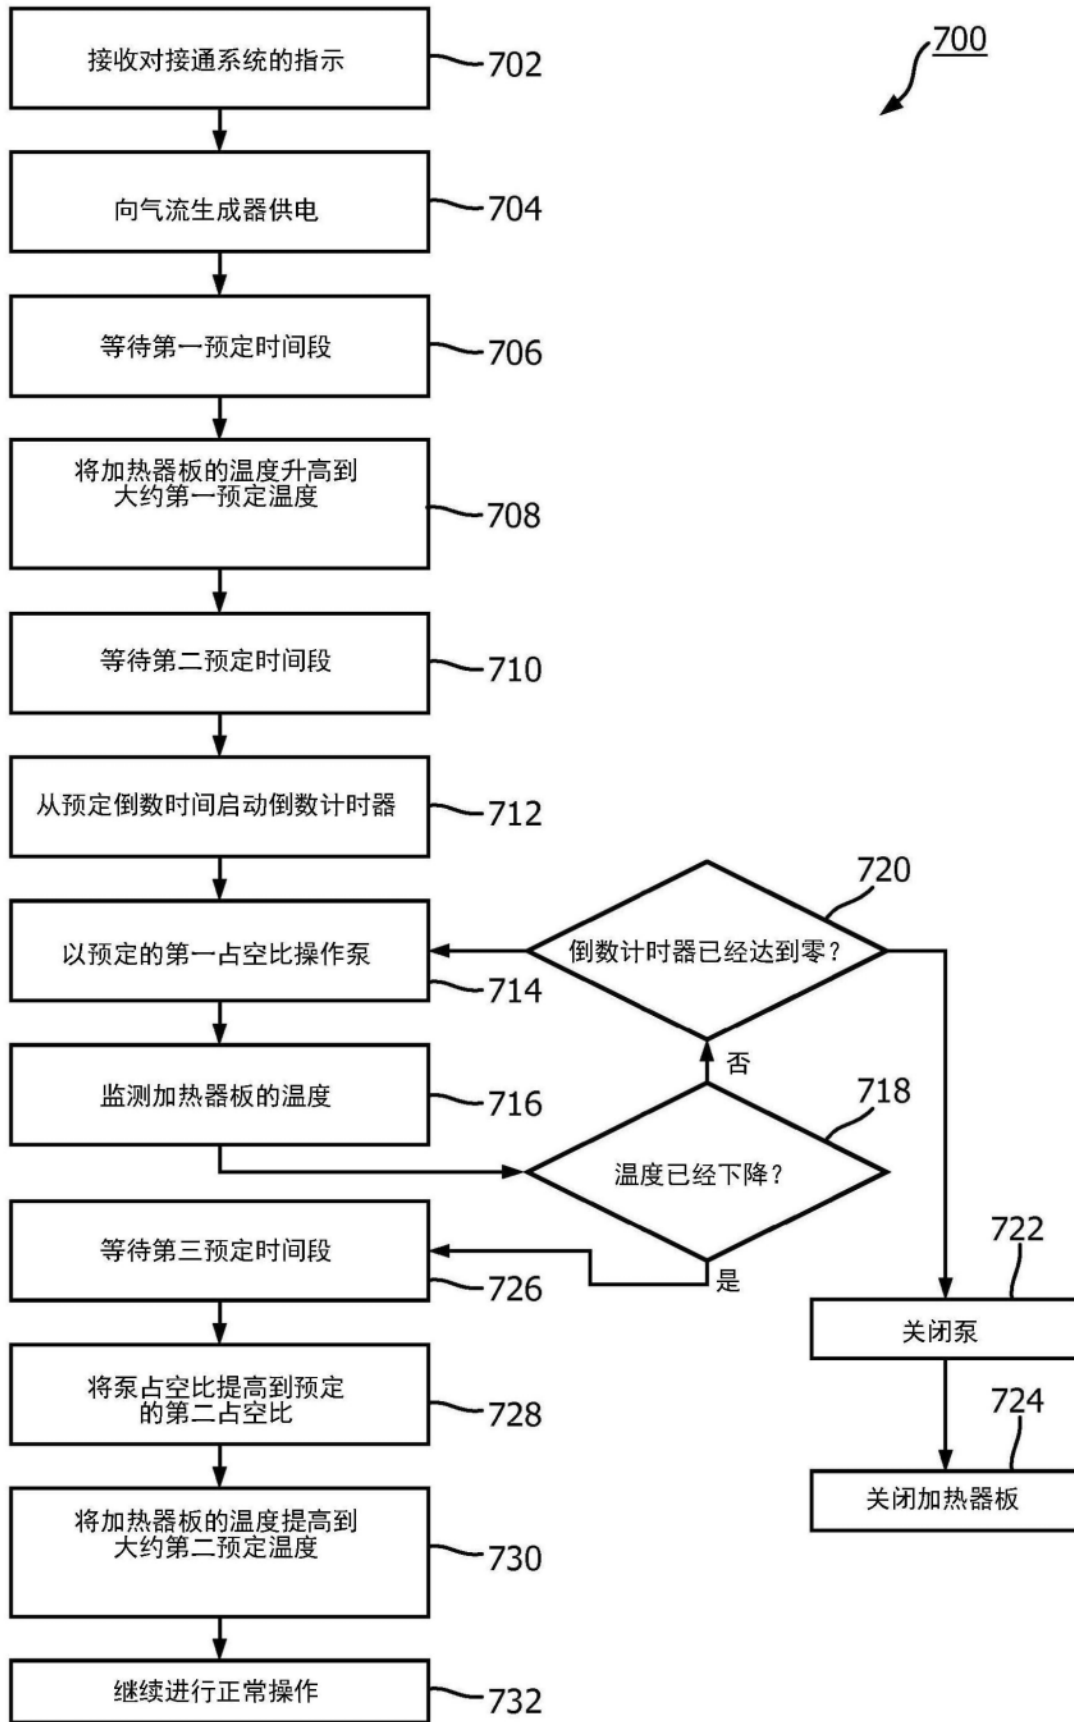 700
接收对接通系统的指示
702
向气流生成器供电
704
等待第一预定时间段
706
将加热器板的温度升高到
大约第一预定温度
708
等待第二预定时间段
710
从预定倒数时间启动倒数计时器
712
以预定的第一占空比操作泵
714
倒数计时器已经达到零?
720
监测加热器板的温度
716
否
温度已经下降?
718
是
等待第三预定时间段
726
722
关闭泵
将泵占空比提高到预定
的第二占空比
728
724
关闭加热器板
将加热器板的温度提高到
大约第二预定温度
730
继续进行正常操作
732